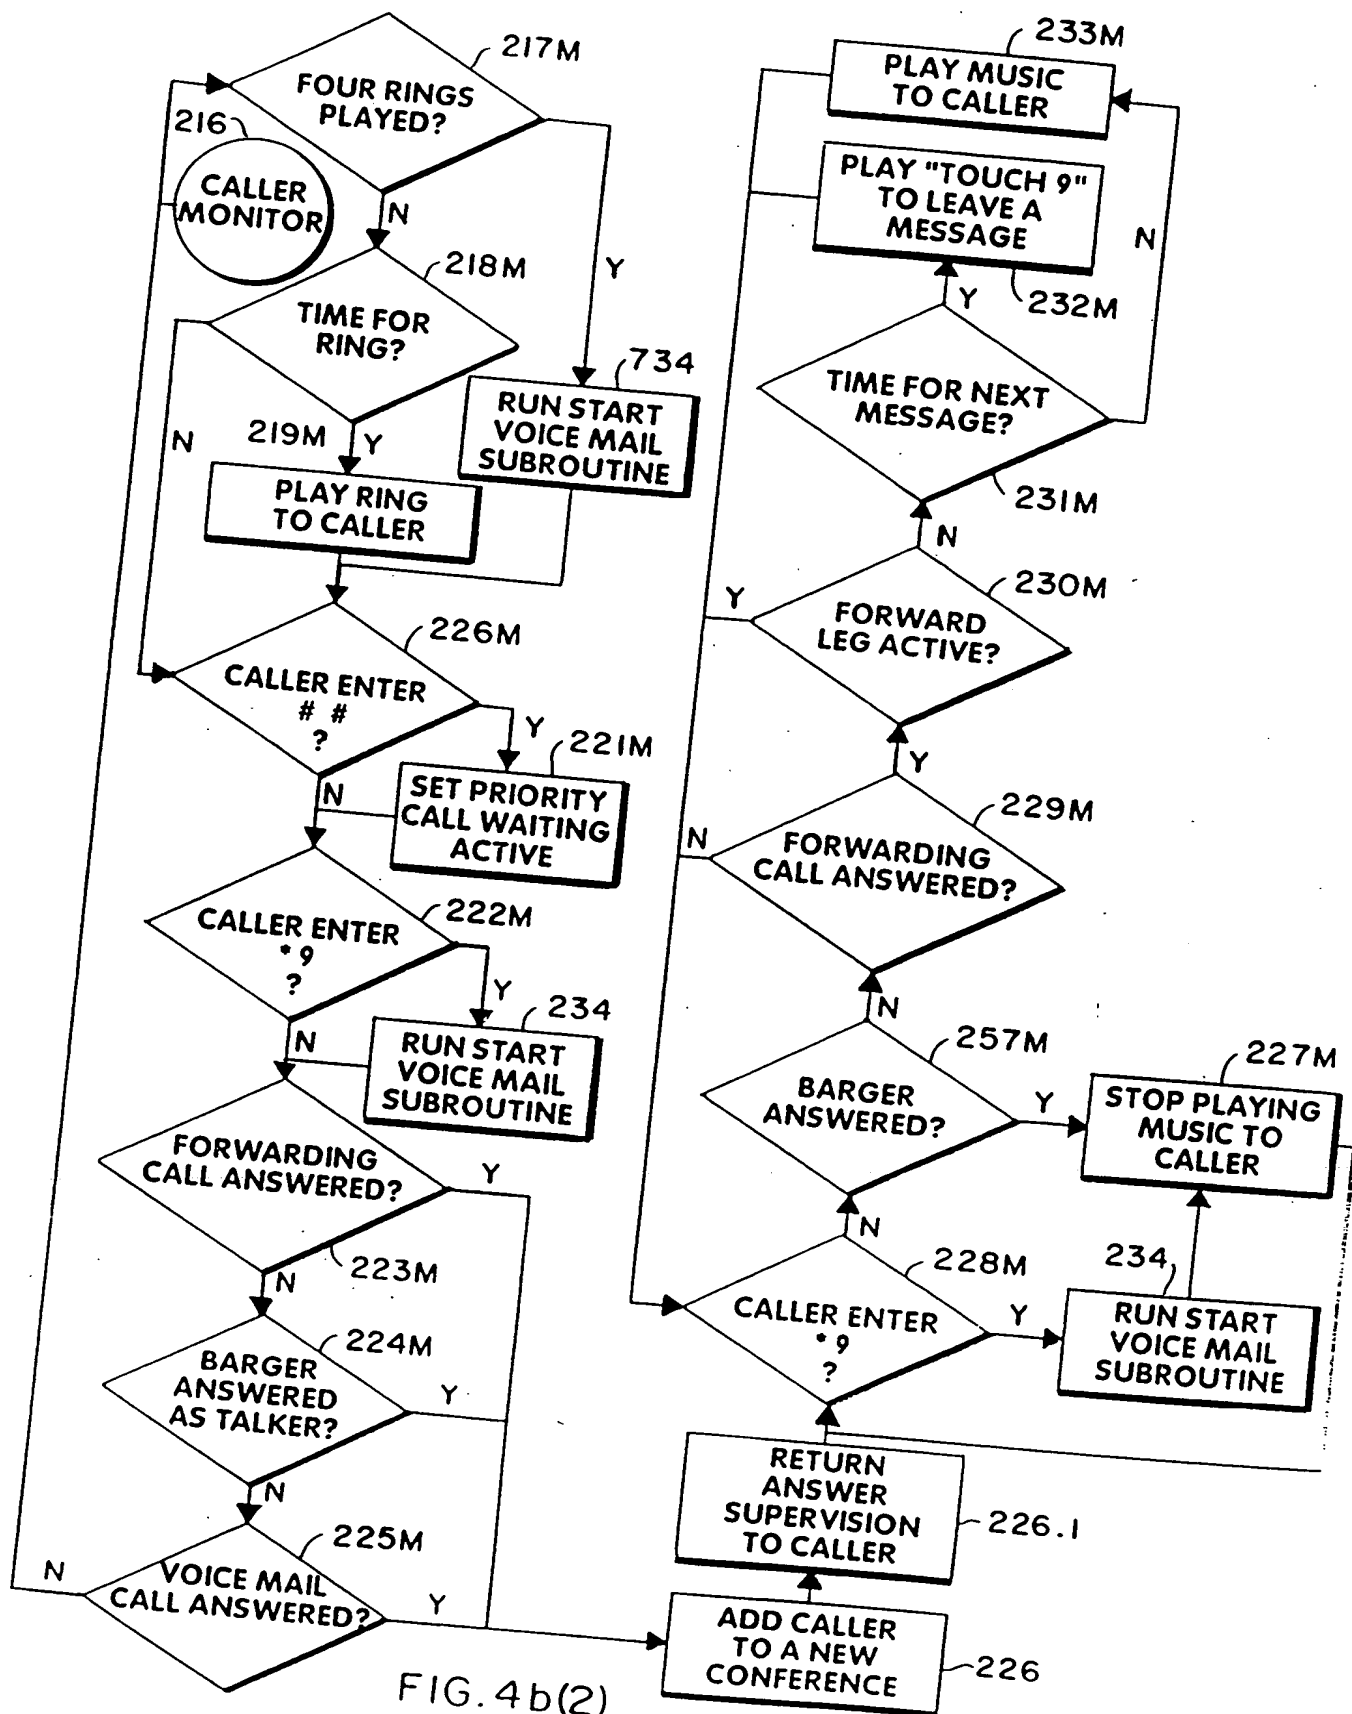 217M
FOUR RINGS
PLAYED?
216
CALLER
MONITOR
N
Y
218M
TIME FOR
RING?
N
219M
Y
734
RUN START
VOICE MAIL
SUBROUTINE
PLAY RING
TO CALLER
226M
CALLER ENTER
# #
?
Y
221M
N
SET PRIORITY
CALL WAITING
ACTIVE
222M
CALLER ENTER
*9
?
Y
234
N
RUN START
VOICE MAIL
SUBROUTINE
FORWARDING
CALL ANSWERED?
Y
223M
N
224M
BARGER
ANSWERED
AS TALKER?
Y
N
225M
N
VOICE MAIL
CALL ANSWERED?
Y
233M
PLAY MUSIC
TO CALLER
PLAY "TOUCH 9"
TO LEAVE A
MESSAGE
N
Y
232M
TIME FOR NEXT
MESSAGE?
231M
N
230M
Y
FORWARD
LEG ACTIVE?
Y
229M
N
FORWARDING
CALL ANSWERED?
N
257M
BARGER
ANSWERED?
Y
227M
STOP PLAYING
MUSIC TO
CALLER
N
228M
234
CALLER ENTER
*9
?
Y
RUN START
VOICE MAIL
SUBROUTINE
RETURN
ANSWER
SUPERVISION
TO CALLER
226.1
ADD CALLER
TO A NEW
CONFERENCE
226
FIG. 4b(2)